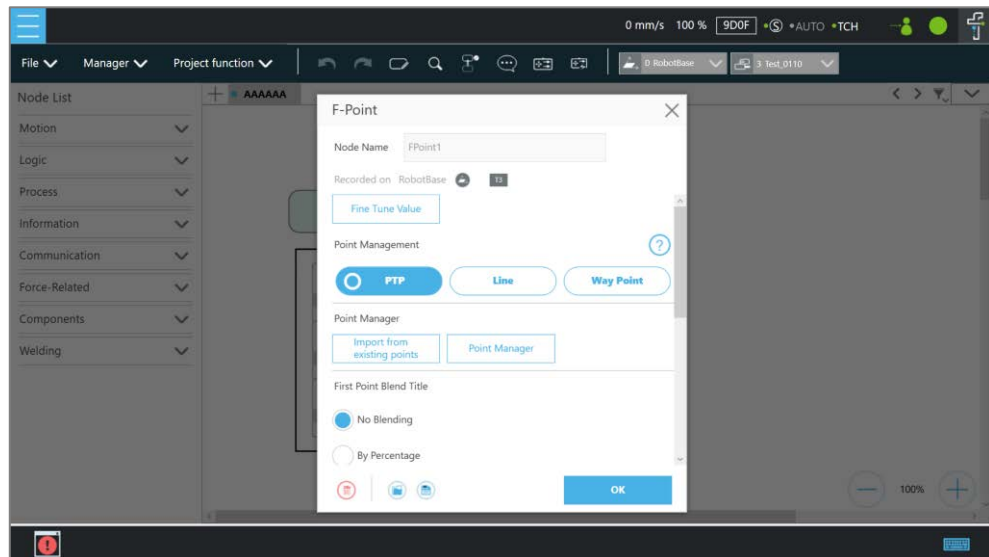 0 mm/s 100 % 9D0F S AUTO TCH
File Manager Project function 0 RobotBase 3 Test_0110
Node List
AAAAAA
Motion
Logic
Process
Information
Communication
Force-Related
Components
Welding
F-Point
Node Name FPoint1
Recorded on RobotBase T3
Fine Tune Value
Point Management ?
PTP Line Way Point
Point Manager
Import from
existing points
Point Manager
First Point Blend Title
No Blending
By Percentage
OK
100%